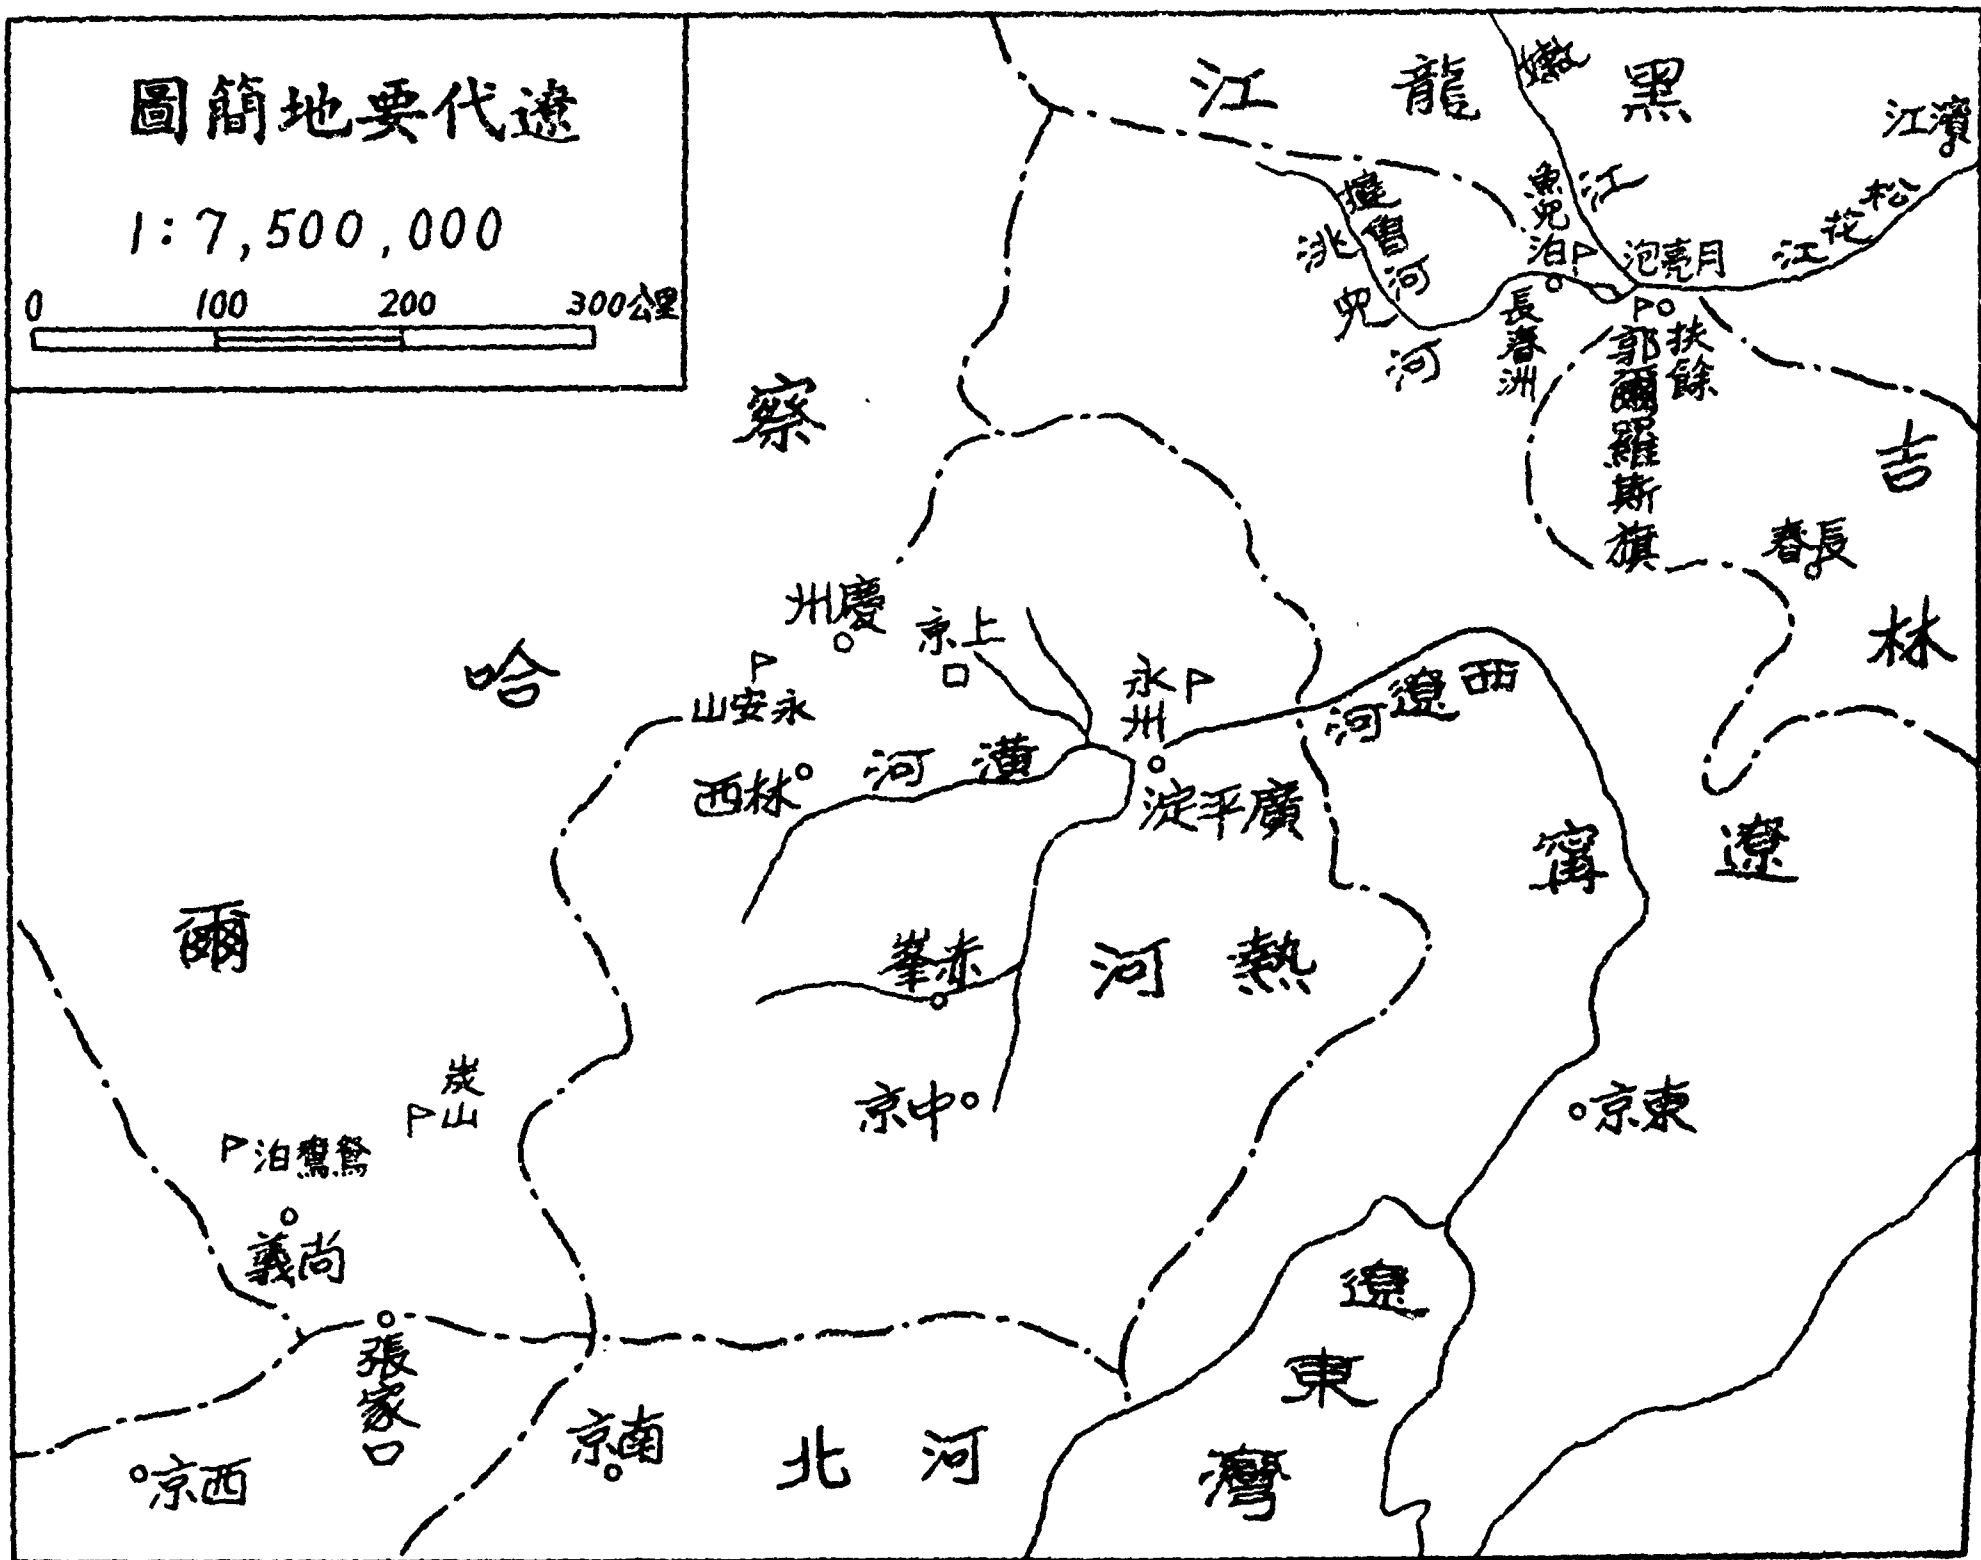 遼代要地簡圖
1:7,500,000
0 100 200 300公里
黑龍江
嫩江
濱江
松花江
魚兒泊
月亮泡
撻魯河
洮兒河
長春洲
扶餘
郭爾羅斯旗
吉林
長春
察哈爾
慶州
上京
永州
永安山
西遼河
潢河
林西
廣平淀
遼寧
赤峯
熱河
炭山
中京
東京
鴛鴦泊
尚義
張家口
遼東灣
南京
河北
西京